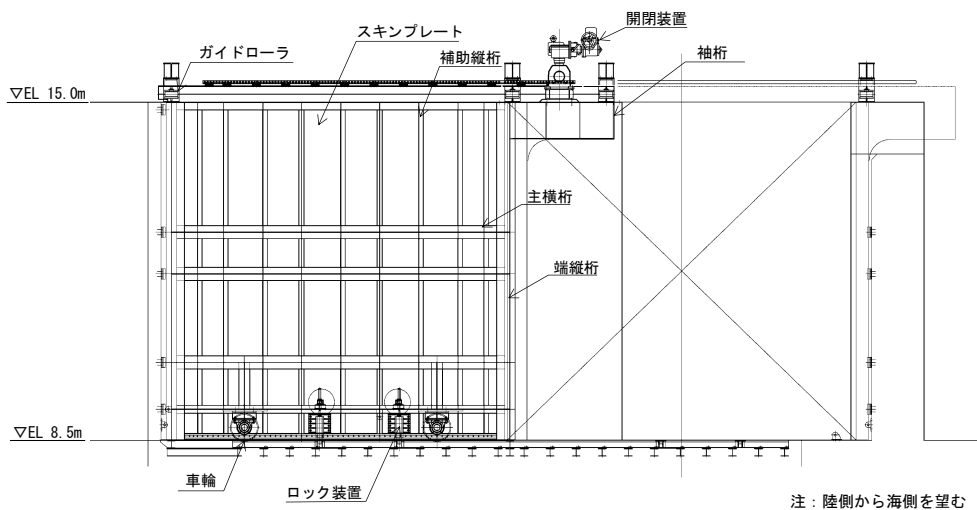 開閉装置
スキンプレート
ガイドローラ
補助縦桁
袖桁
▽EL 15.0m
主横桁
端縦桁
▽EL 8.5m
車輪
ロック装置
注：陸側から海側を望む